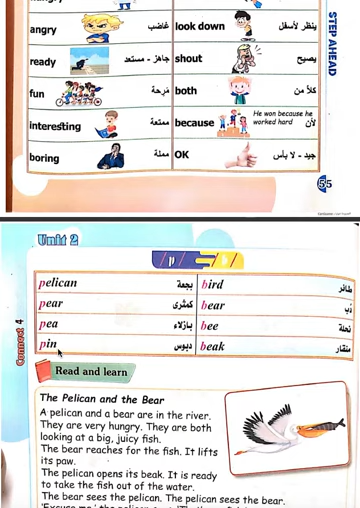 angry غاضب look down ينظر لأسفل
ready جاهز - مستعد shout يصيح
fun مَرِحة both كلاً من
interesting ممتعة because He won because he worked hard لأن
boring مملة OK جيد - لا بأس
STEP AHEAD
55
Unit 2
/p/ /b/
pelican بجعة bird طائر
pear كمثرى bear دب
pea بازلاء bee نحلة
pin دبوس beak منقار
Connect 4
Read and learn
The Pelican and the Bear
A pelican and a bear are in the river.
They are very hungry. They are both
looking at a big, juicy fish.
The bear reaches for the fish. It lifts
its paw.
The pelican opens its beak. It is ready
to take the fish out of the water.
The bear sees the pelican. The pelican sees the bear.